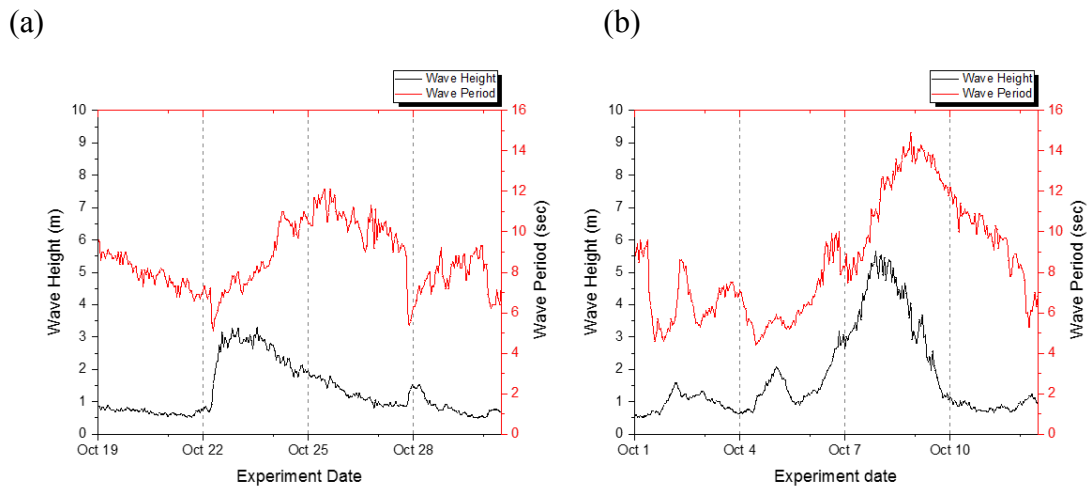 (a)
(b)
Wave Height
Wave Period
Wave Height
Wave Period
10
9
8
7
6
5
4
3
2
1
0
Wave Height (m)
16
14
12
10
8
6
4
2
0
Wave Period (sec)
Oct 19
Oct 22
Oct 25
Oct 28
Experiment Date
10
9
8
7
6
5
4
3
2
1
0
Wave Height (m)
16
14
12
10
8
6
4
2
0
Wave Period (sec)
Oct 1
Oct 4
Oct 7
Oct 10
Experiment date